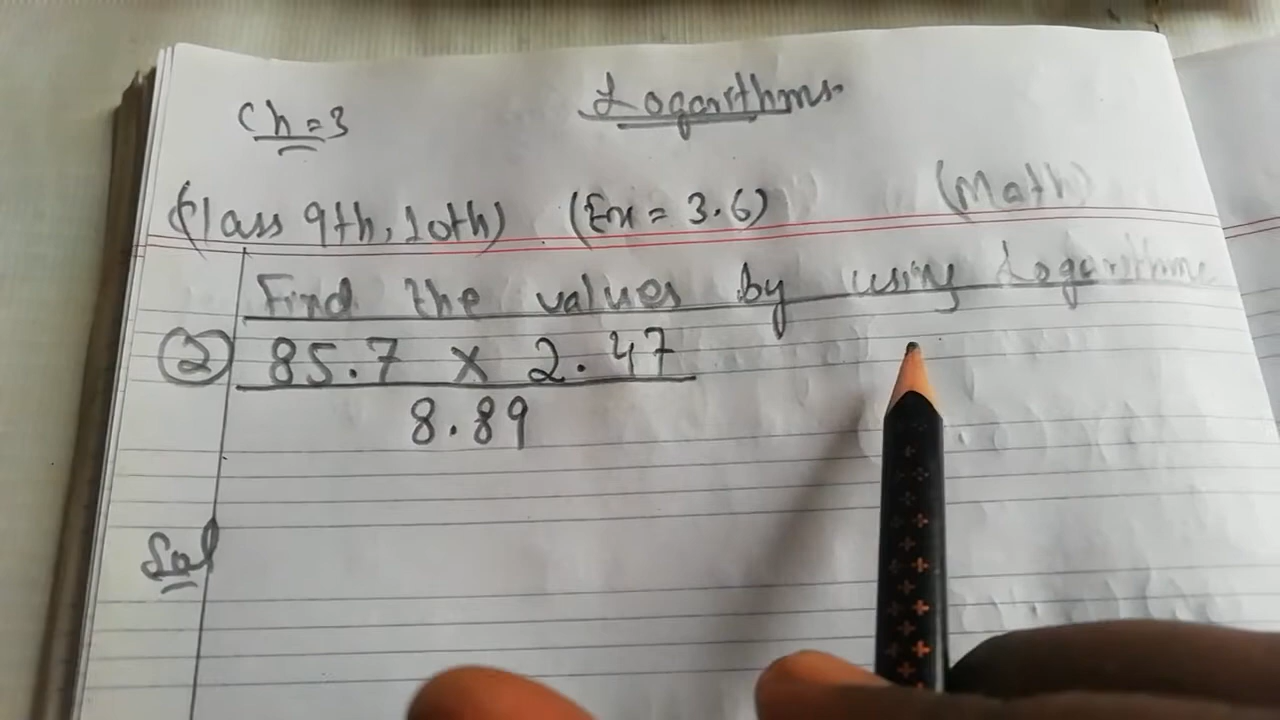 Ch=3
Logarithms
(Class 9th, 10th) (Ex = 3.6) (Math)
Find the values by using Logarithms
② 85.7 × 2.47
8.89
Sol